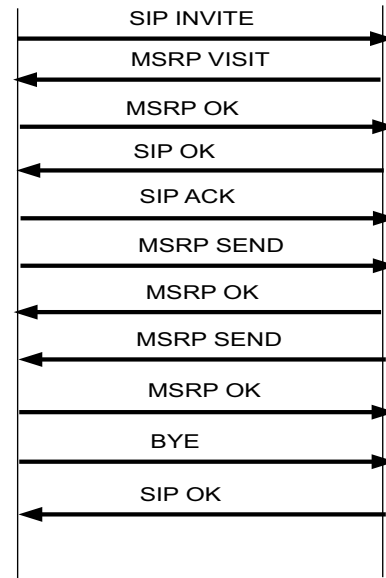 SIP INVITE
MSRP VISIT
MSRP OK
SIP OK
SIP ACK
MSRP SEND
MSRP OK
MSRP SEND
MSRP OK
BYE
SIP OK